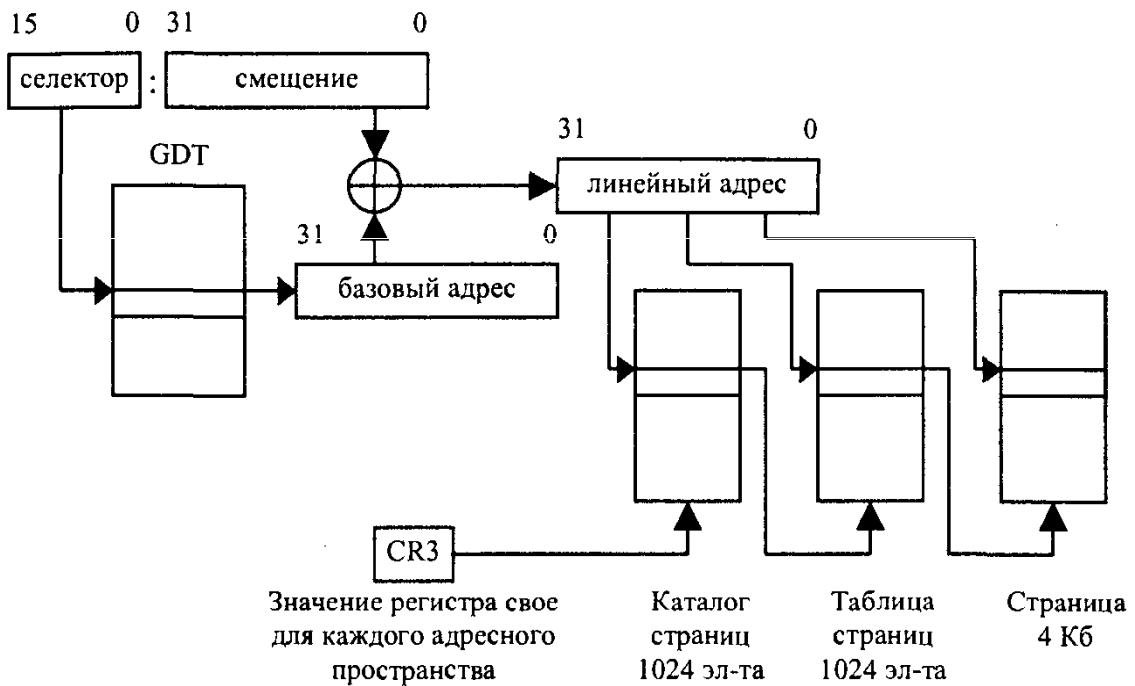 15 0 31 0
селектор : смещение
GDT
31 0
линейный адрес
31 0
базовый адрес
CR3
Значение регистра свое
для каждого адресного
пространства
Каталог
страниц
1024 эл-та
Таблица
страниц
1024 эл-та
Страница
4 Кб